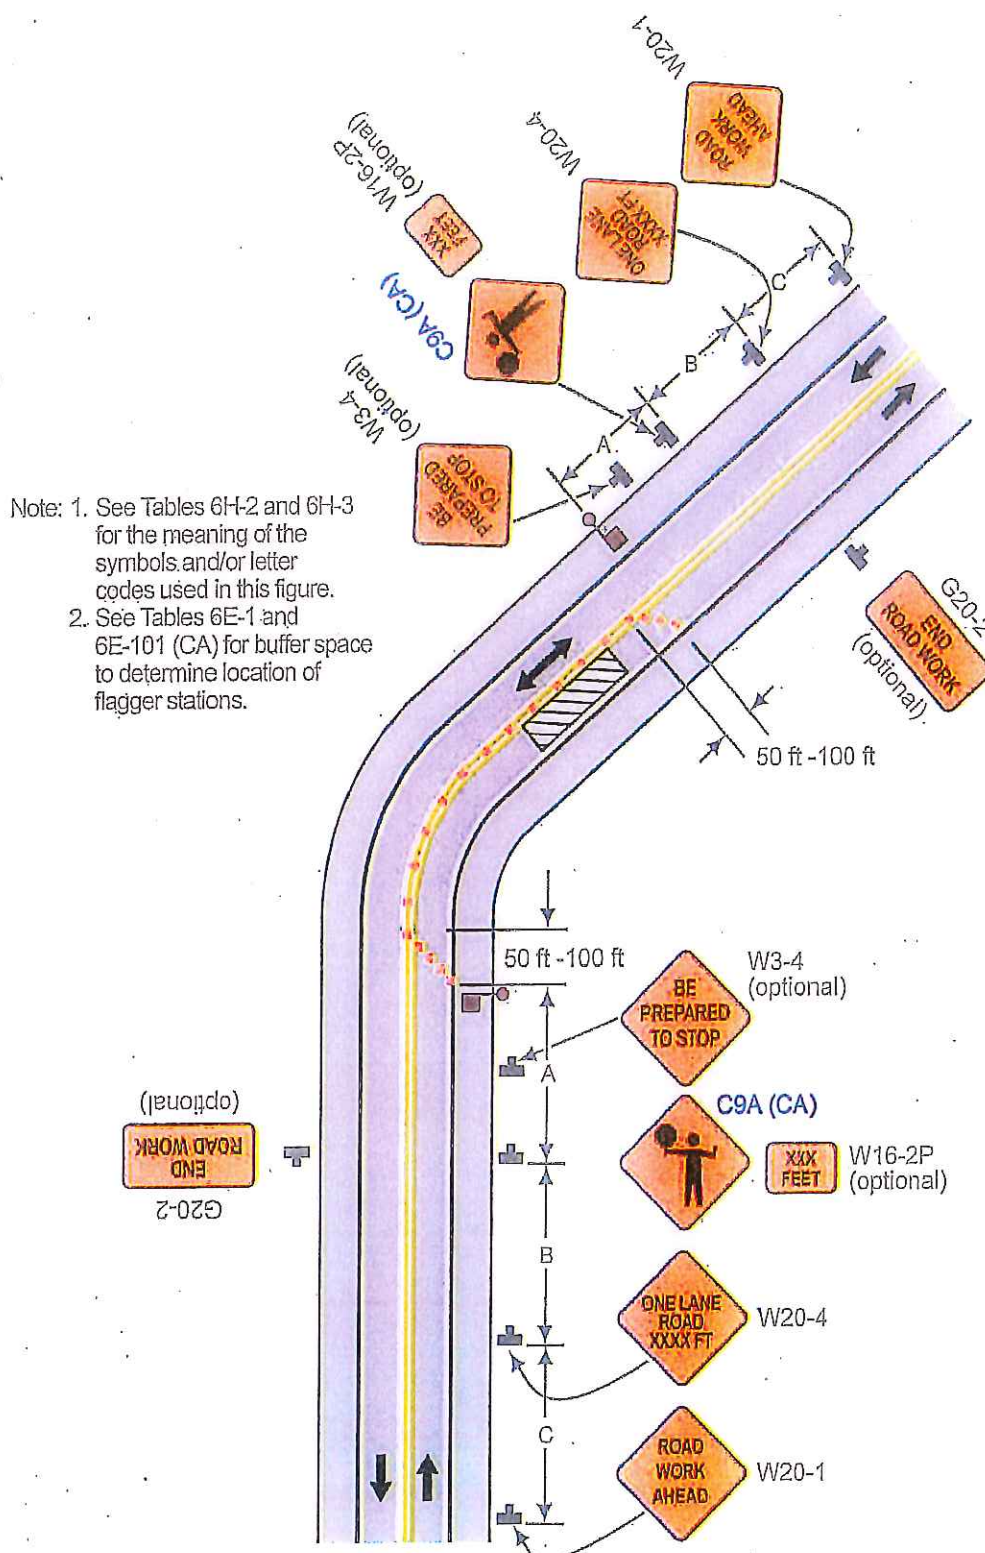 W20-1
ROAD
WORK
AHEAD
W20-4
ONE LANE
ROAD
XXXX FT
W16-2P
(optional)
XXX
FEET
C9A (CA)
W3-4
(optional)
BE
PREPARED
TO STOP
C
B
A
Note: 1. See Tables 6H-2 and 6H-3
for the meaning of the
symbols and/or letter
codes used in this figure.
2. See Tables 6E-1 and
6E-101 (CA) for buffer space
to determine location of
flagger stations.
G20-2
END
ROAD WORK
(optional)
50 ft -100 ft
50 ft -100 ft
W3-4
(optional)
BE
PREPARED
TO STOP
A
C9A (CA)
XXX
FEET
W16-2P
(optional)
G20-2
END
ROAD WORK
(optional)
B
ONE LANE
ROAD
XXXX FT
W20-4
C
ROAD
WORK
AHEAD
W20-1